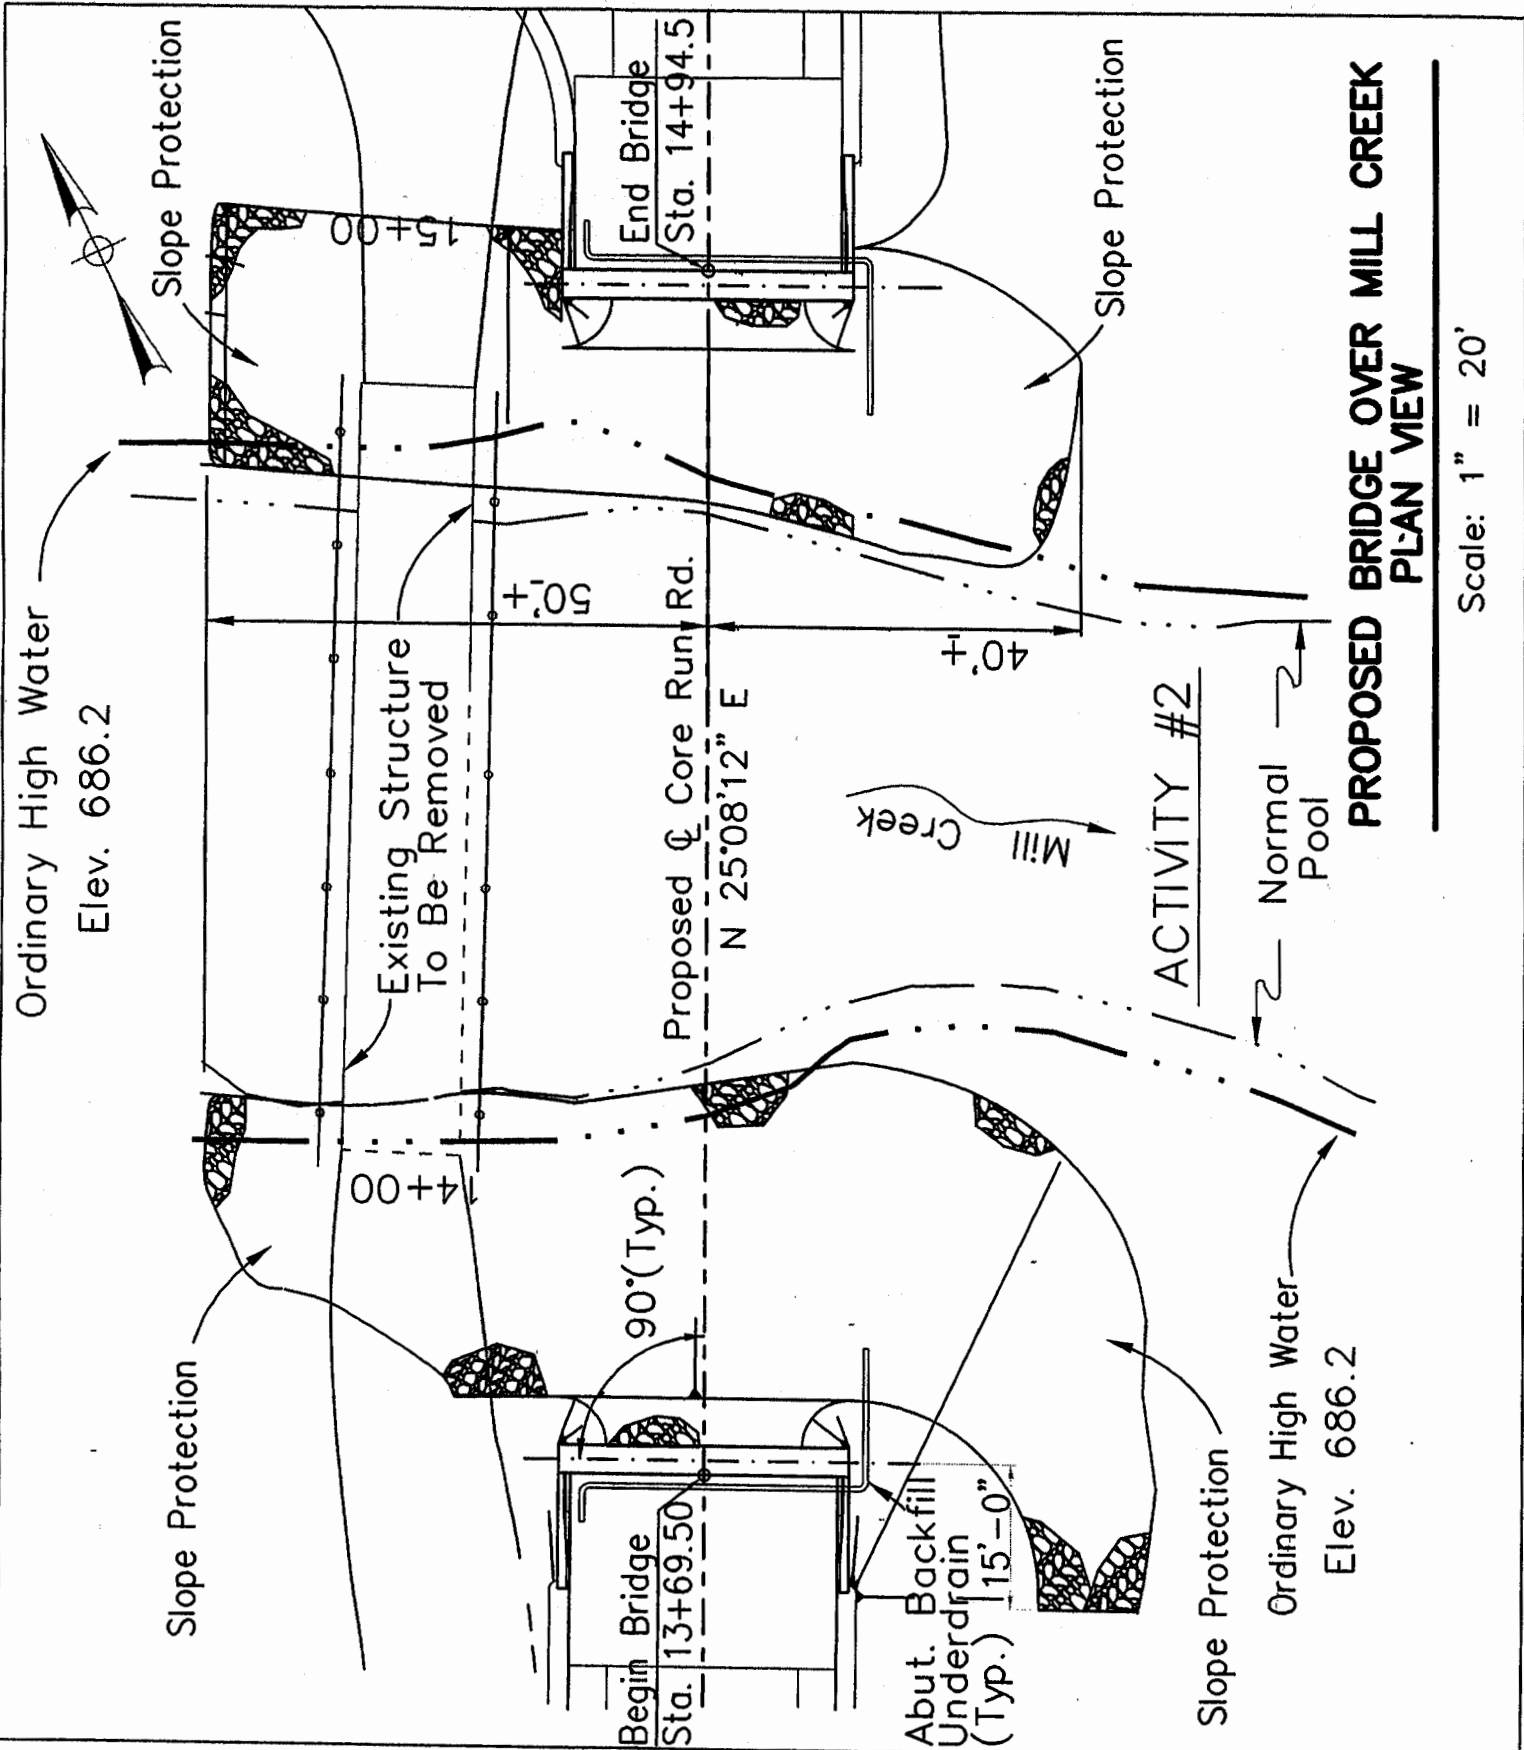 Ordinary High Water
Elev. 686.2
Slope Protection
Slope Protection
15+00
End Bridge
Sta. 14+94.5
Slope Protection
Existing Structure
To Be Removed
50'±
40'±
Proposed ℄ Core Run Rd.
N 25°08'12" E
Mill
Creek
ACTIVITY #2
Normal
Pool
14+00
90°(Typ.)
Begin Bridge
Sta. 13+69.50
Abut. Backfill
Underdrain
(Typ.)
15'-0"
Slope Protection
Ordinary High Water
Elev. 686.2
PROPOSED BRIDGE OVER MILL CREEK
PLAN VIEW
Scale: 1" = 20'